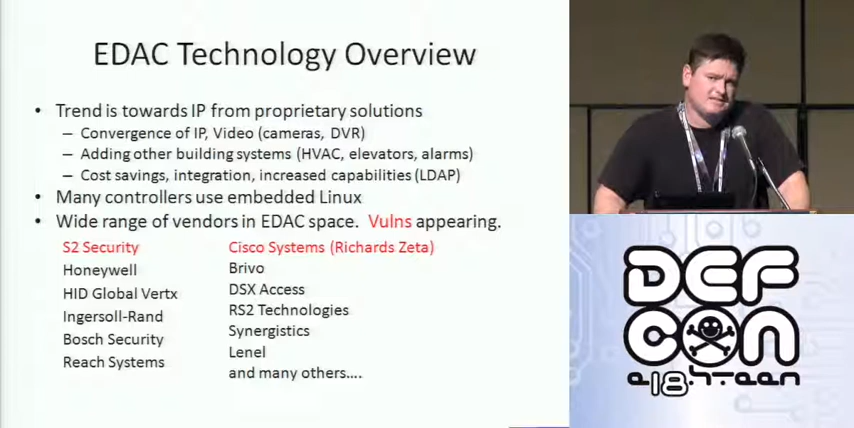 EDAC Technology Overview
• Trend is towards IP from proprietary solutions
– Convergence of IP, Video (cameras, DVR)
– Adding other building systems (HVAC, elevators, alarms)
– Cost savings, integration, increased capabilities (LDAP)
• Many controllers use embedded Linux
• Wide range of vendors in EDAC space. Vulns appearing.
S2 Security
Honeywell
HID Global Vertx
Ingersoll-Rand
Bosch Security
Reach Systems
Cisco Systems (Richards Zeta)
Brivo
DSX Access
RS2 Technologies
Synergistics
Lenel
and many others....
DEF
CON
e18h-teen